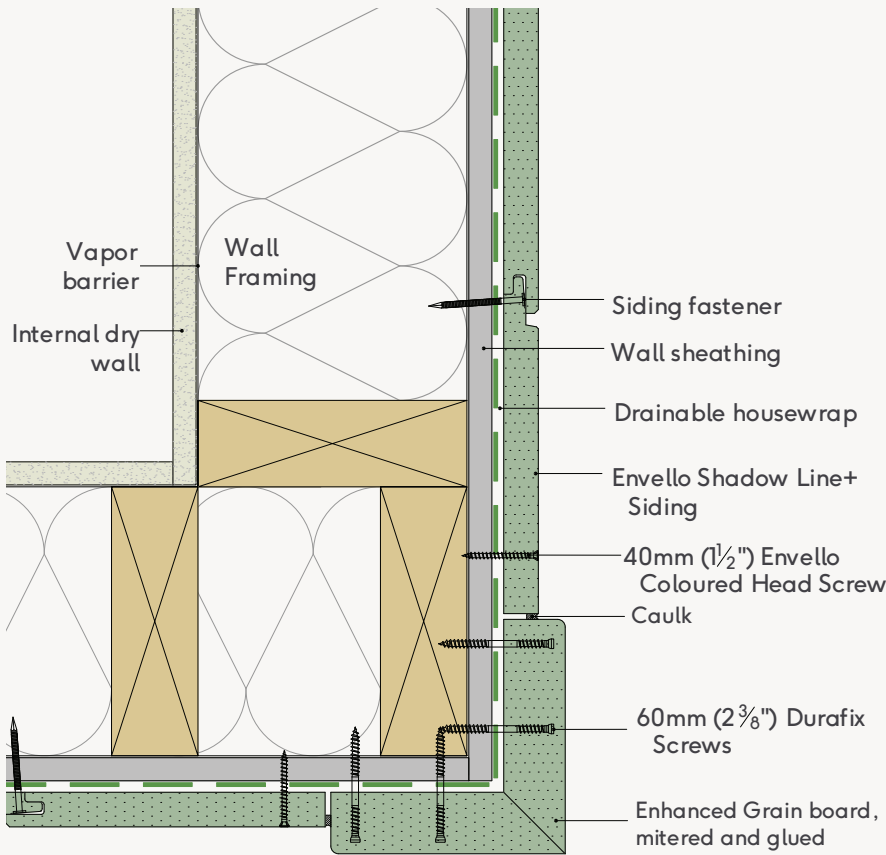 Vapor
barrier
Wall
Framing
Internal dry
wall
Siding fastener
Wall sheathing
Drainable housewrap
Envello Shadow Line+
Siding
40mm (1½") Envello
Coloured Head Screw
Caulk
60mm (2⅜") Durafix
Screws
Enhanced Grain board,
mitered and glued